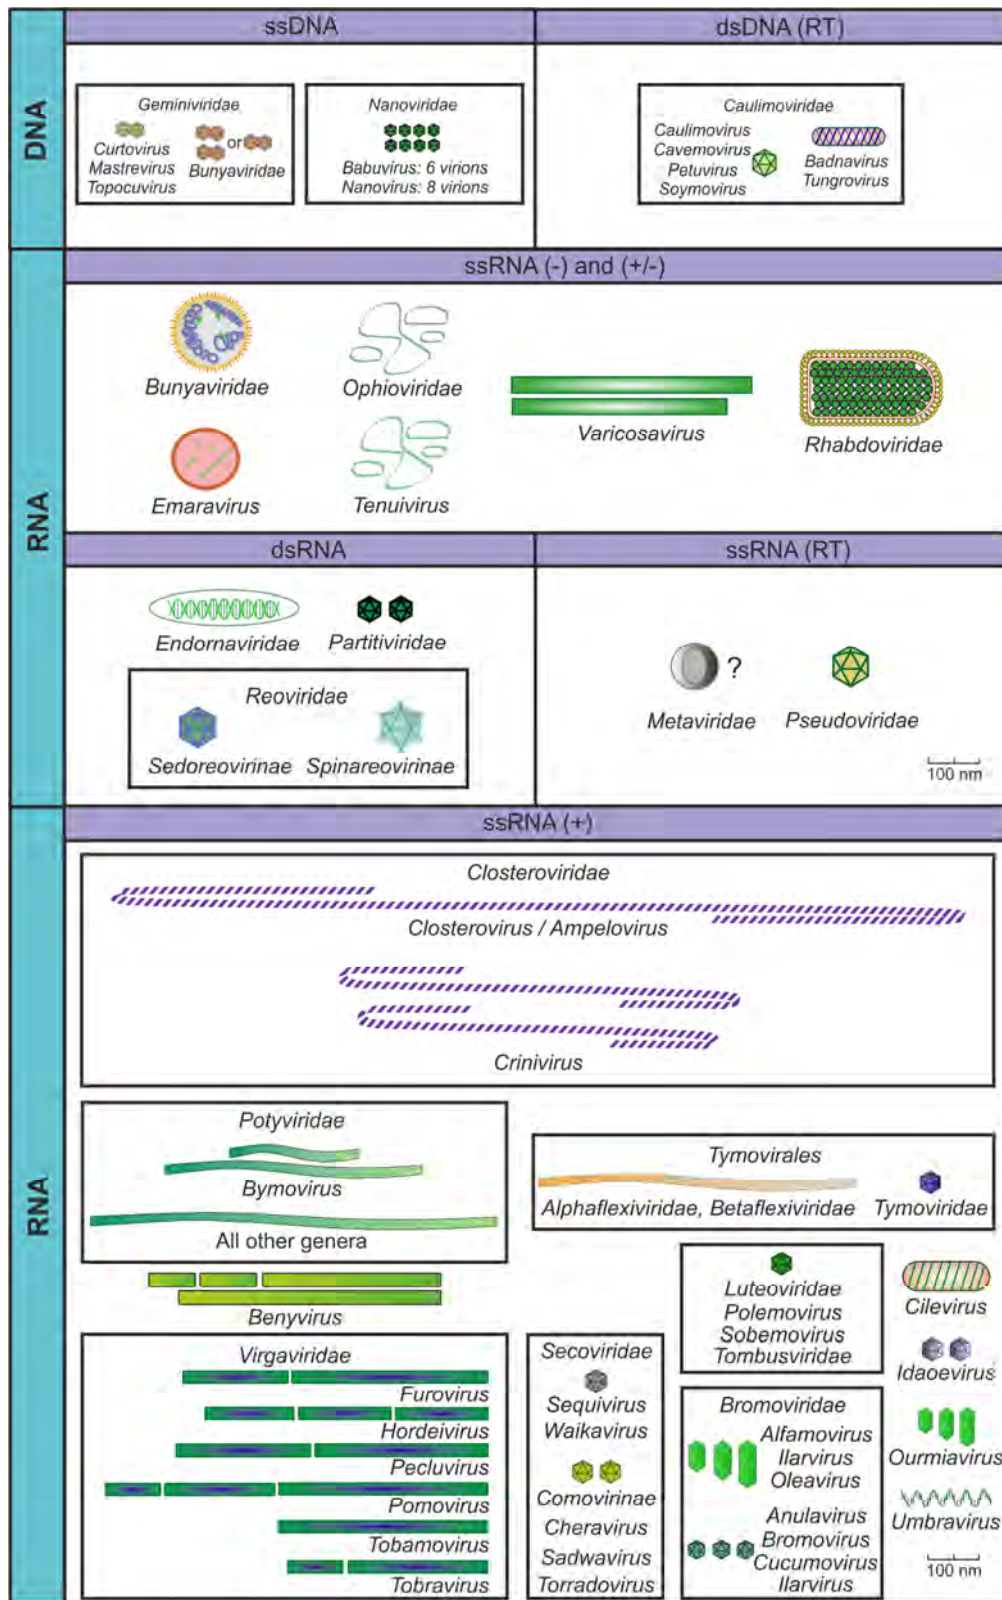 DNA
ssDNA
dsDNA (RT)
Geminiviridae
Curtovirus
Mastrevirus
Topocuvirus
or
Bunyaviridae
Nanoviridae
Babuvirus: 6 virions
Nanovirus: 8 virions
Caulimoviridae
Caulimovirus
Cavemovirus
Petuvirus
Soymovirus
Badnavirus
Tungrovirus
RNA
ssRNA (-) and (+/-)
Bunyaviridae
Ophioviridae
Varicosavirus
Rhabdoviridae
Emaravirus
Tenuivirus
dsRNA
ssRNA (RT)
Endornaviridae
Partitiviridae
Reoviridae
Sedoreovirinae
Spinareovirinae
?
Metaviridae
Pseudoviridae
100 nm
RNA
ssRNA (+)
Closteroviridae
Closterovirus / Ampelovirus
Crinivirus
Potyviridae
Bymovirus
All other genera
Tymovirales
Alphaflexiviridae, Betaflexiviridae
Tymoviridae
Benyvirus
Virgaviridae
Furovirus
Hordeivirus
Pecluvirus
Pomovirus
Tobamovirus
Tobravirus
Secoviridae
Sequivirus
Waikavirus
Comovirinae
Cheravirus
Sadwavirus
Torradovirus
Luteoviridae
Polemovirus
Sobemovirus
Tombusviridae
Bromoviridae
Alfamovirus
Ilarvirus
Oleavirus
Anulavirus
Bromovirus
Cucumovirus
Ilarvirus
Cilevirus
Idaoevirus
Ourmiavirus
Umbravirus
100 nm